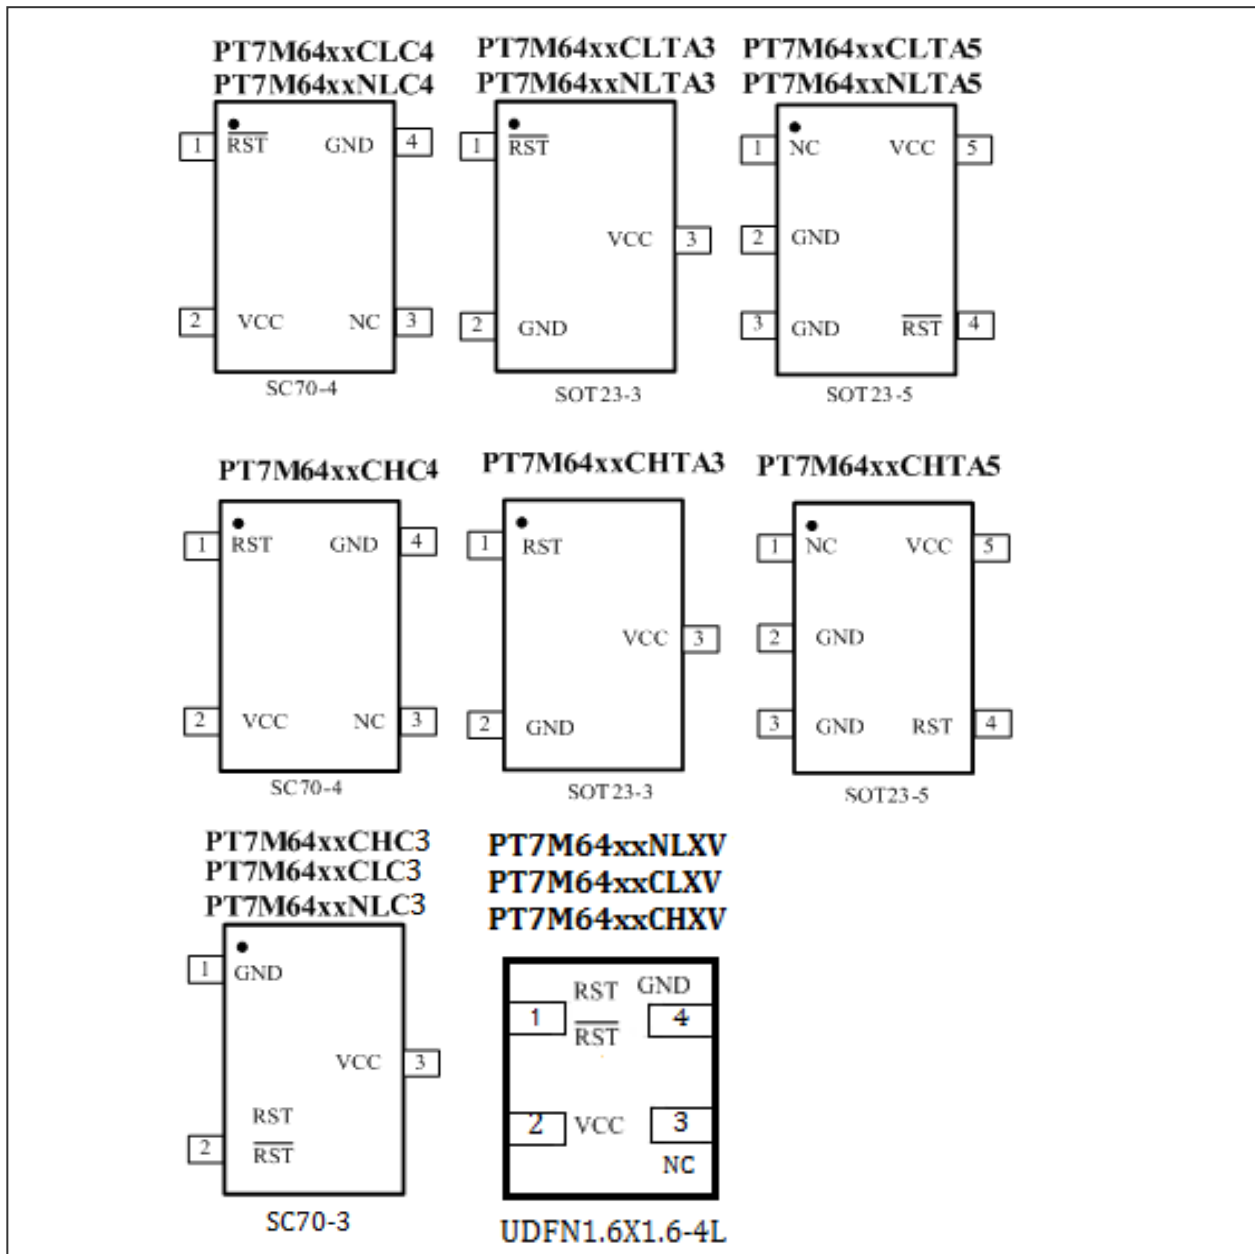 PT7M64xxCLC4
PT7M64xxNLC4
1 RST GND 4
2 VCC NC 3
SC70-4
PT7M64xxCLTA3
PT7M64xxNLTA3
1 RST
VCC 3
2 GND
SOT23-3
PT7M64xxCLTA5
PT7M64xxNLTA5
1 NC VCC 5
2 GND
3 GND RST 4
SOT23-5
PT7M64xxCHC4
1 RST GND 4
2 VCC NC 3
SC70-4
PT7M64xxCHTA3
1 RST
VCC 3
2 GND
SOT23-3
PT7M64xxCHTA5
1 NC VCC 5
2 GND
3 GND RST 4
SOT23-5
PT7M64xxCHC3
PT7M64xxCLC3
PT7M64xxNLC3
1 GND
VCC 3
RST
2 RST
SC70-3
PT7M64xxNLXV
PT7M64xxCLXV
PT7M64xxCHXV
RST GND
1 RST 4
2 VCC 3
NC
UDFN1.6X1.6-4L